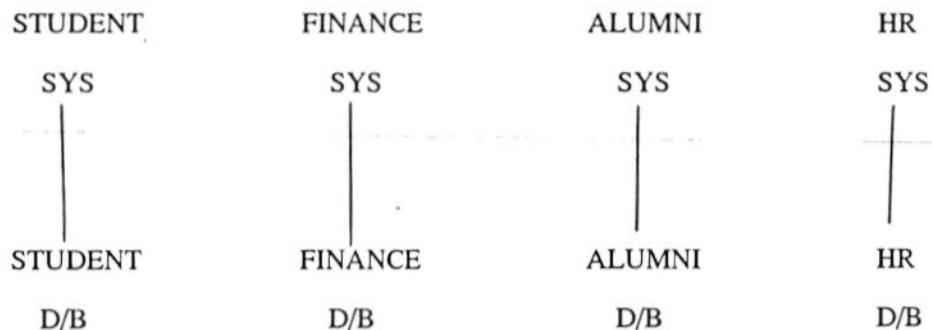 STUDENT FINANCE ALUMNI HR
SYS SYS SYS SYS
STUDENT FINANCE ALUMNI HR
D/B D/B D/B D/B